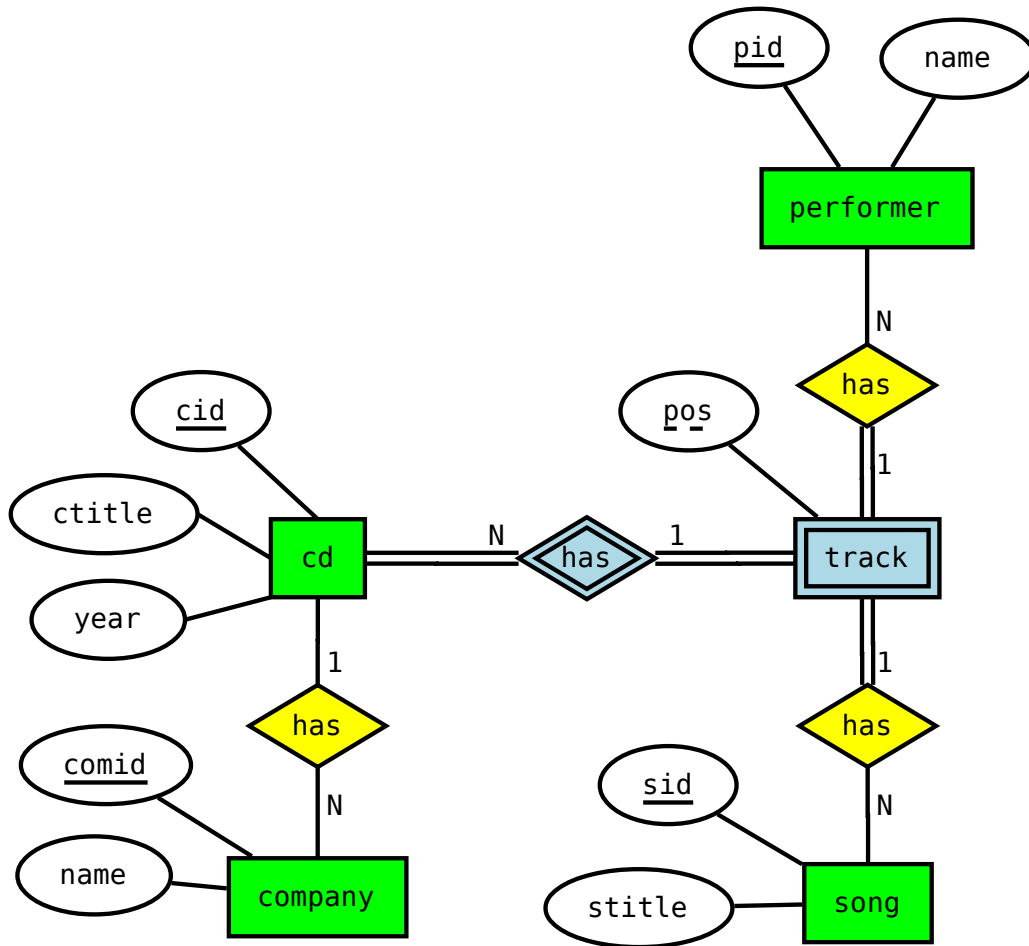 pid
name
performer
N
has
cid
pos
1
ctitle
N
1
cd
has
track
year
1
1
has
has
comid
sid
N
N
name
company
song
stitle